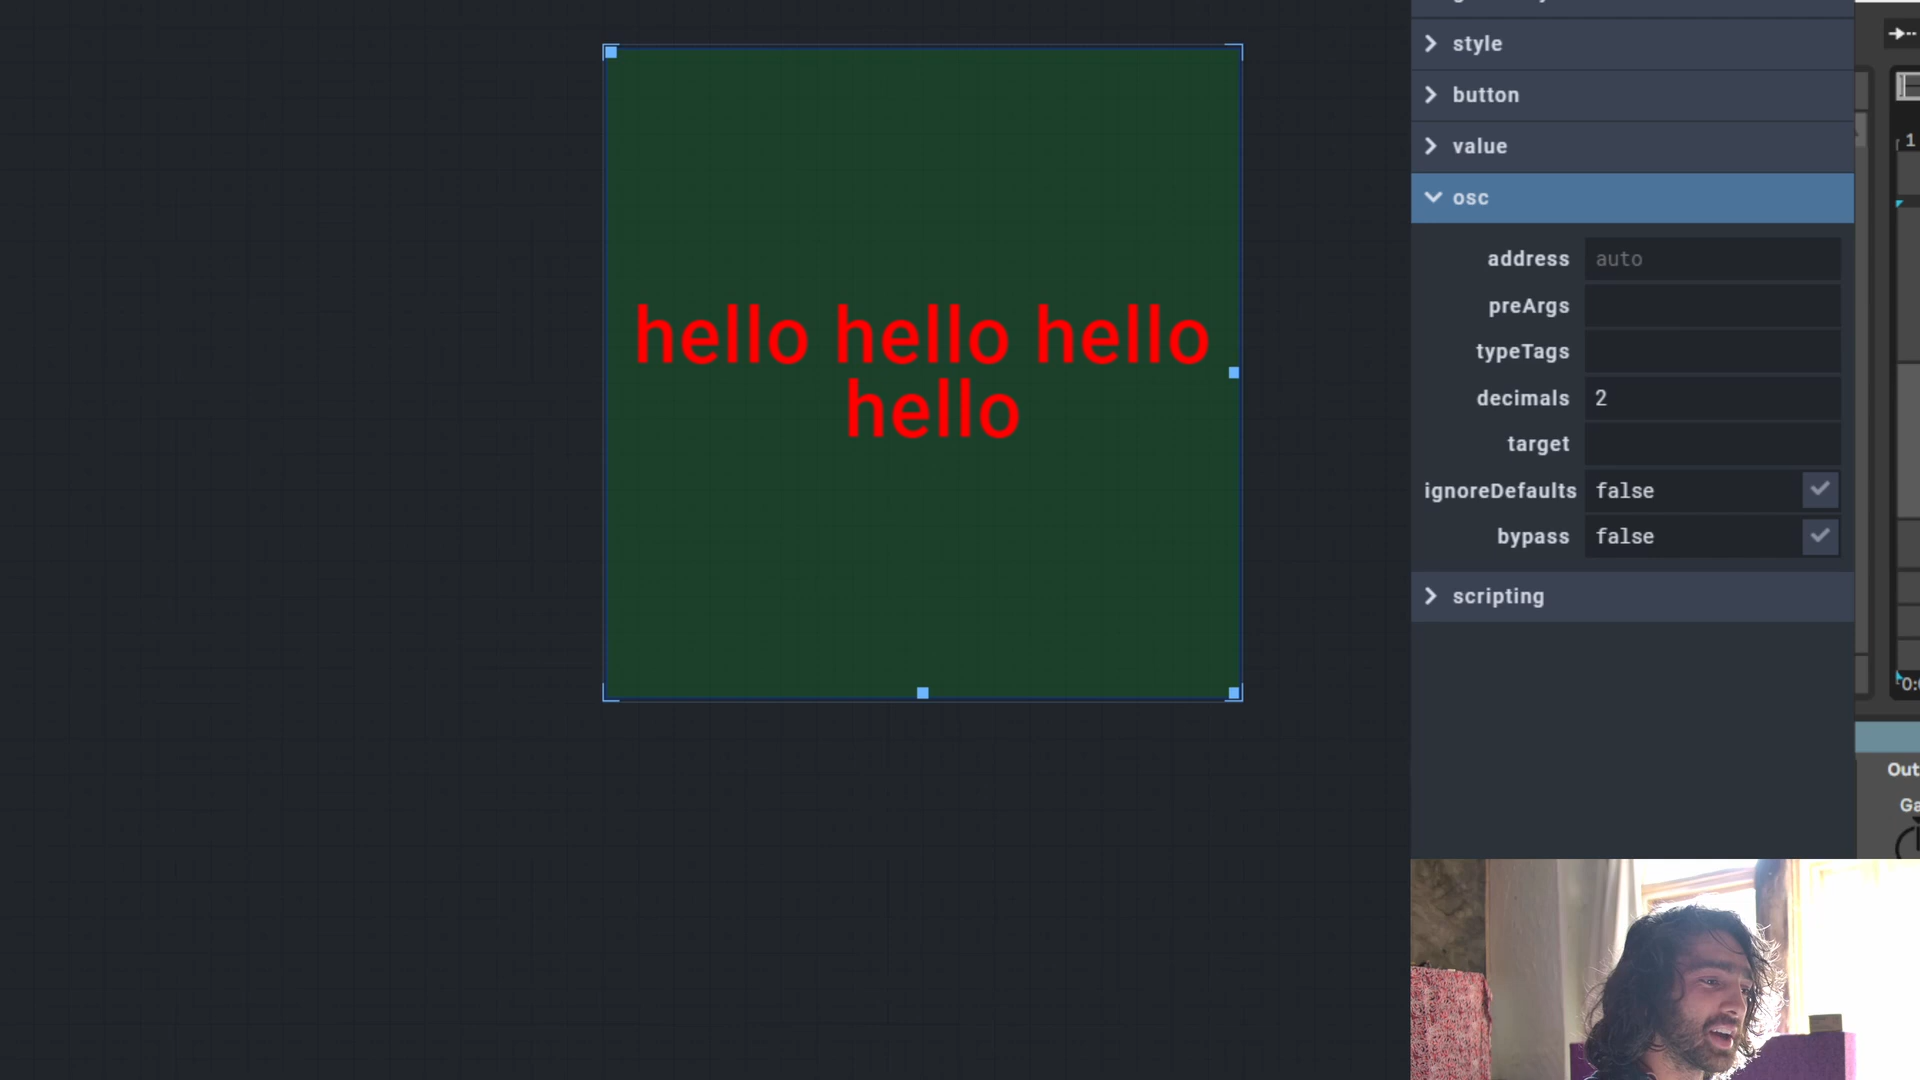 hello hello hello
hello
style
button
value
osc
address auto
preArgs
typeTags
decimals 2
target
ignoreDefaults false
bypass false
scripting
1